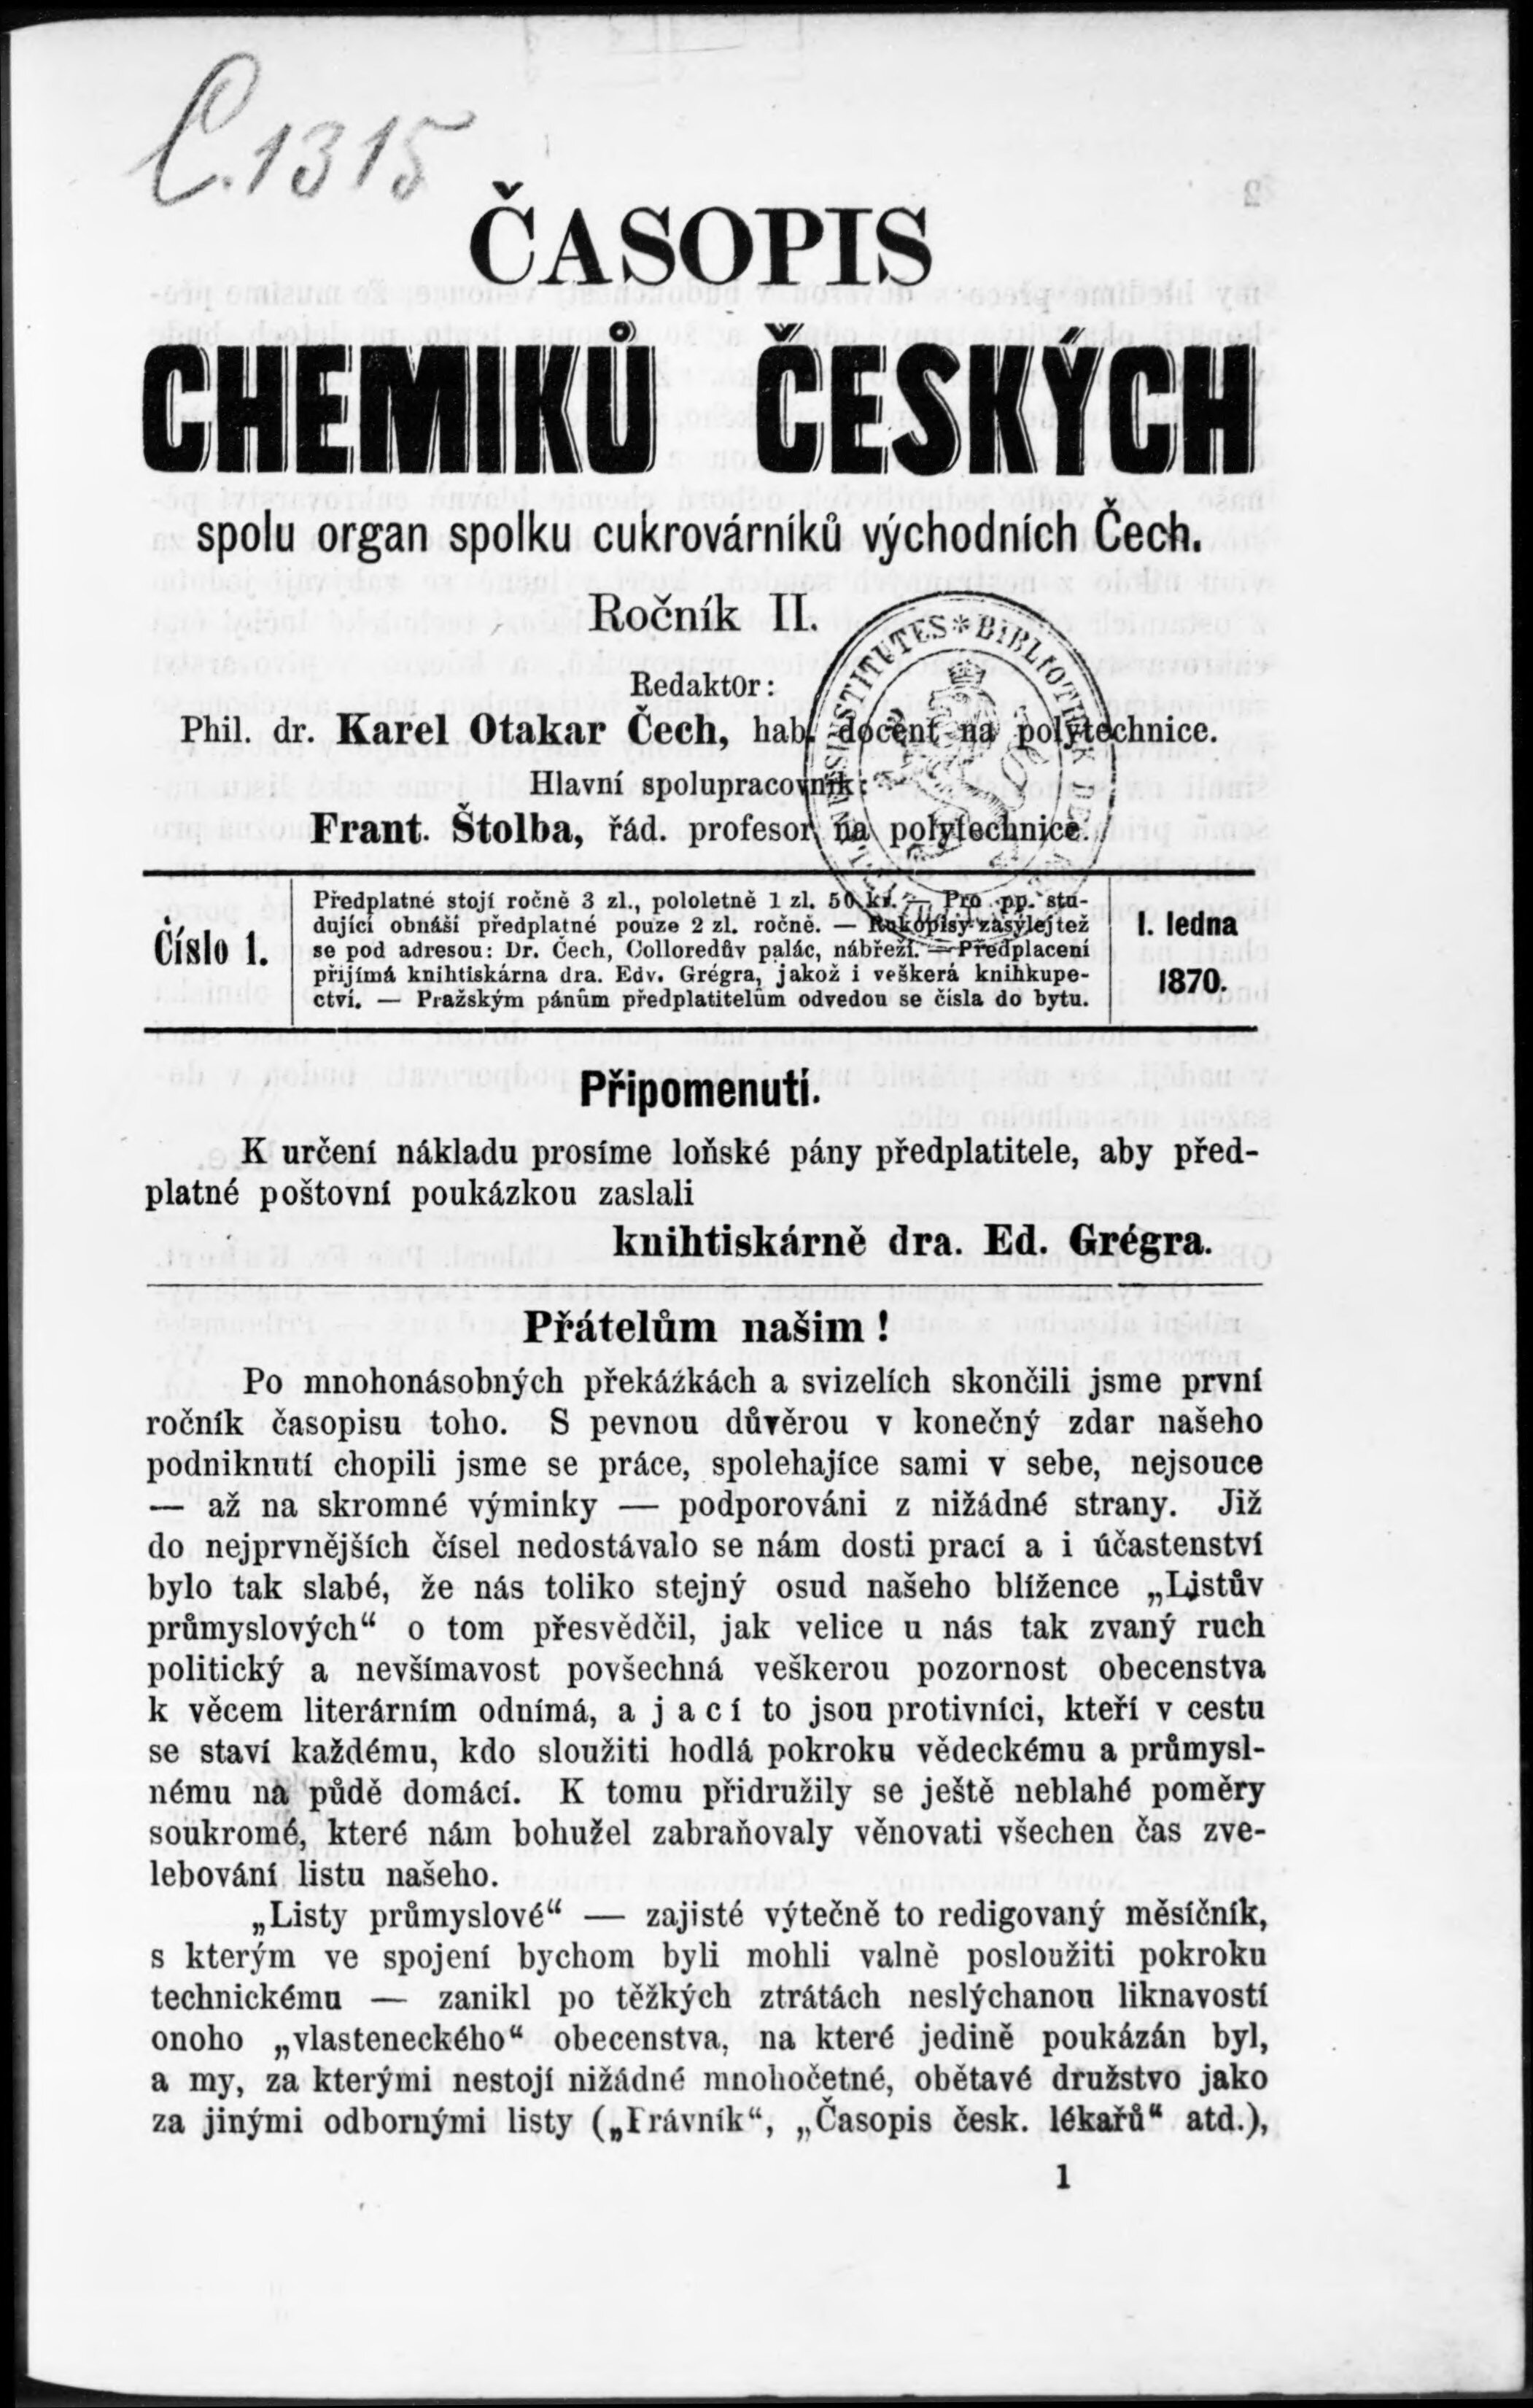 C.1315
ČASOPIS
CHEMIKŮ ČESKÝCH
spolu organ spolku cukrovárníků východních Čech.
Ročník II.
Redaktor:
Phil. dr. Karel Otakar Čech, hab. docent na polytechnice.
Hlavní spolupracovník:
Frant. Štolba, řád. profesor na polytechnice.
Číslo 1.
Předplatné stojí ročně 3 zl., pololetně 1 zl. 50 kr. — Pro pp. stu-
dující obnáší předplatné pouze 2 zl. ročně. — Rukopisy zasýlejtež
se pod adresou: Dr. Čech, Colloredův palác, nábřeží. — Předplacení
přijímá knihtiskárna dra. Edv. Grégra, jakož i veškerá knihkupe-
ctví. — Pražským pánům předplatitelům odvedou se čísla do bytu.
1. ledna
1870.
Připomenutí.
K určení nákladu prosíme loňské pány předplatitele, aby před-
platné poštovní poukázkou zaslali
knihtiskárně dra. Ed. Grégra.
Přátelům našim!
Po mnohonásobných překážkách a svizelích skončili jsme první
ročník časopisu toho. S pevnou důvěrou v konečný zdar našeho
podniknutí chopili jsme se práce, spolehajíce sami v sebe, nejsouce
— až na skromné výminky — podporováni z nižádné strany. Již
do nejprvnějších čísel nedostávalo se nám dosti prací a i účastenství
bylo tak slabé, že nás toliko stejný osud našeho blížence „Listův
průmyslových“ o tom přesvědčil, jak velice u nás tak zvaný ruch
politický a nevšímavost povšechná veškerou pozornost obecenstva
k věcem literárním odnímá, a jací to jsou protivníci, kteří v cestu
se staví každému, kdo sloužiti hodlá pokroku vědeckému a průmysl-
nému na půdě domácí. K tomu přidružily se ještě neblahé poměry
soukromé, které nám bohužel zabraňovaly věnovati všechen čas zve-
lebování listu našeho.
„Listy průmyslové“ — zajisté výtečně to redigovaný měsíčník,
s kterým ve spojení bychom byli mohli valně posloužiti pokroku
technickému — zanikl po těžkých ztrátách neslýchanou liknavostí
onoho „vlasteneckého“ obecenstva, na které jedině poukázán byl,
a my, za kterými nestojí nižádné mnohočetné, obětavé družstvo jako
za jinými odbornými listy („Právník“, „Časopis česk. lékařů“ atd.),
1